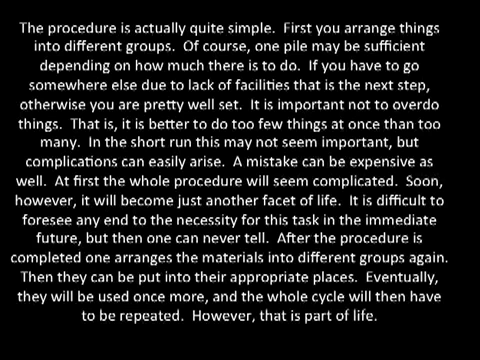 The procedure is actually quite simple.  First you arrange things
into different groups.  Of course, one pile may be sufficient
depending on how much there is to do.  If you have to go
somewhere else due to lack of facilities that is the next step,
otherwise you are pretty well set.  It is important not to overdo
things.  That is, it is better to do too few things at once than too
many.  In the short run this may not seem important, but
complications can easily arise.  A mistake can be expensive as
well.  At first the whole procedure will seem complicated.  Soon,
however, it will become just another facet of life.  It is difficult to
foresee any end to the necessity for this task in the immediate
future, but then one can never tell.  After the procedure is
completed one arranges the materials into different groups again.
Then they can be put into their appropriate places.  Eventually,
they will be used once more, and the whole cycle will then have
to be repeated.  However, that is part of life.